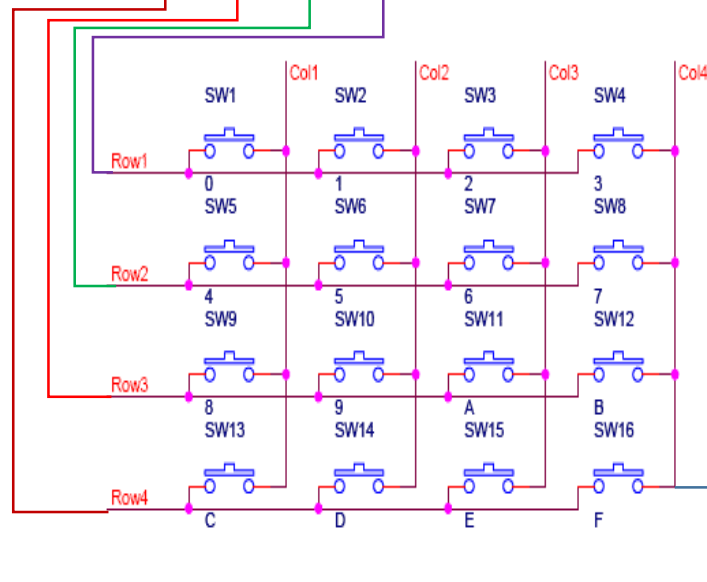 Col1 Col2 Col3 Col4
SW1 SW2 SW3 SW4
Row1
0 1 2 3
SW5 SW6 SW7 SW8
Row2
4 5 6 7
SW9 SW10 SW11 SW12
Row3
8 9 A B
SW13 SW14 SW15 SW16
Row4
C D E F